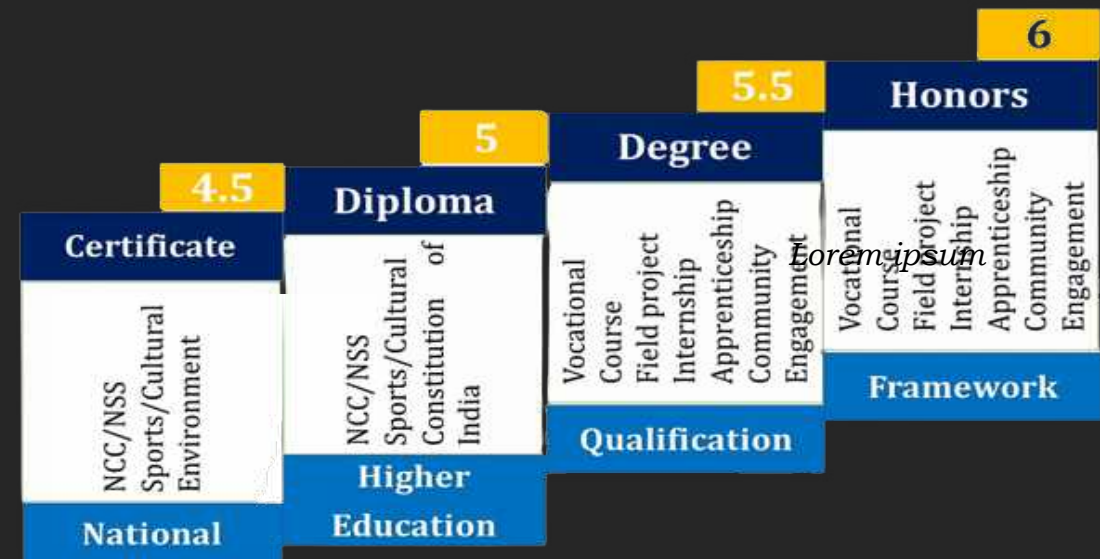 4.5
Certificate
NCC/NSS
Sports/Cultural
Environment
National
5
Diploma
NCC/NSS
Sports/Cultural
Constitution of
India
Higher
Education
5.5
Degree
Vocational
Course
Field project
Internship
Apprenticeship
Community
Engagement
Qualification
6
Honors
Vocational
Course
Field project
Internship
Apprenticeship
Community
Engagement
Framework
Lorem ipsum